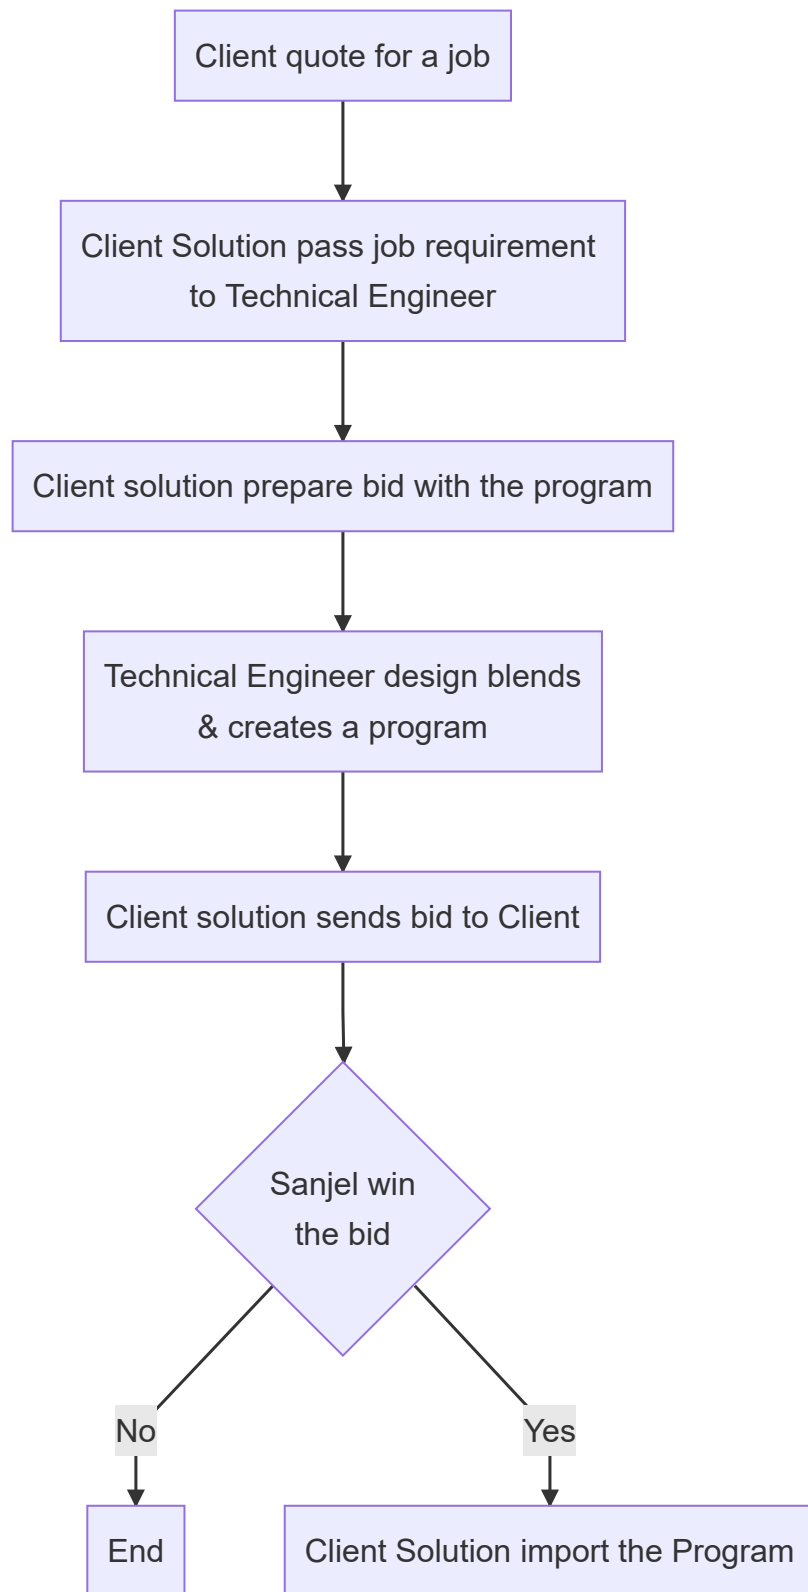 Client quote for a job
Client Solution pass job requirement
to Technical Engineer
Client solution prepare bid with the program
Technical Engineer design blends
& creates a program
Client solution sends bid to Client
Sanjel win
the bid
No
Yes
End
Client Solution import the Program